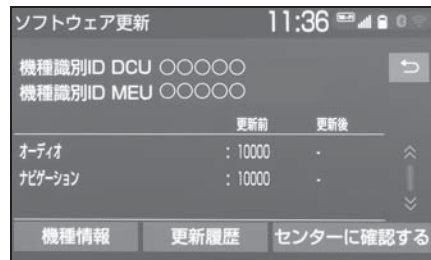 ソフトウェア更新 11:36
機種識別ID DCU ○○○○○
機種識別ID MEU ○○○○○
更新前 更新後
オーディオ : 10000 -
ナビゲーション : 10000 -
機種情報 更新履歴 センターに確認する